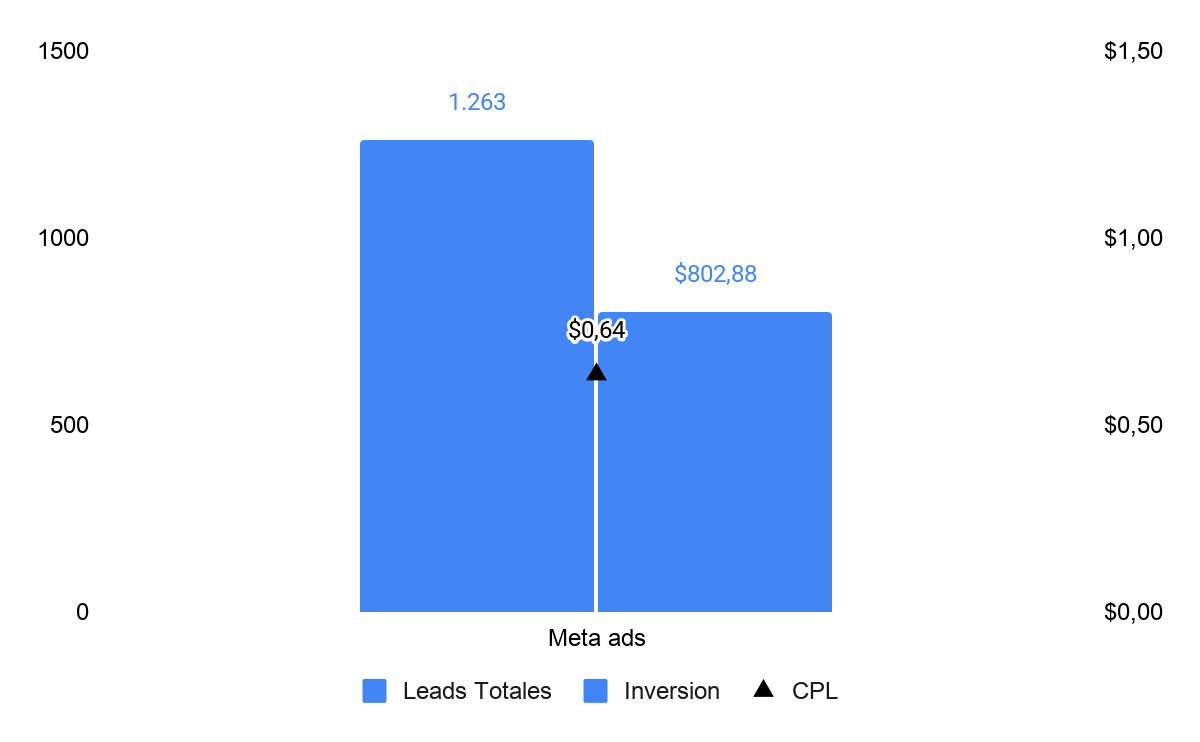 1500
$1,50
1.263
1000
$1,00
$802,88
$0,64
500
$0,50
0
$0,00
Meta ads
Leads Totales
Inversion
CPL